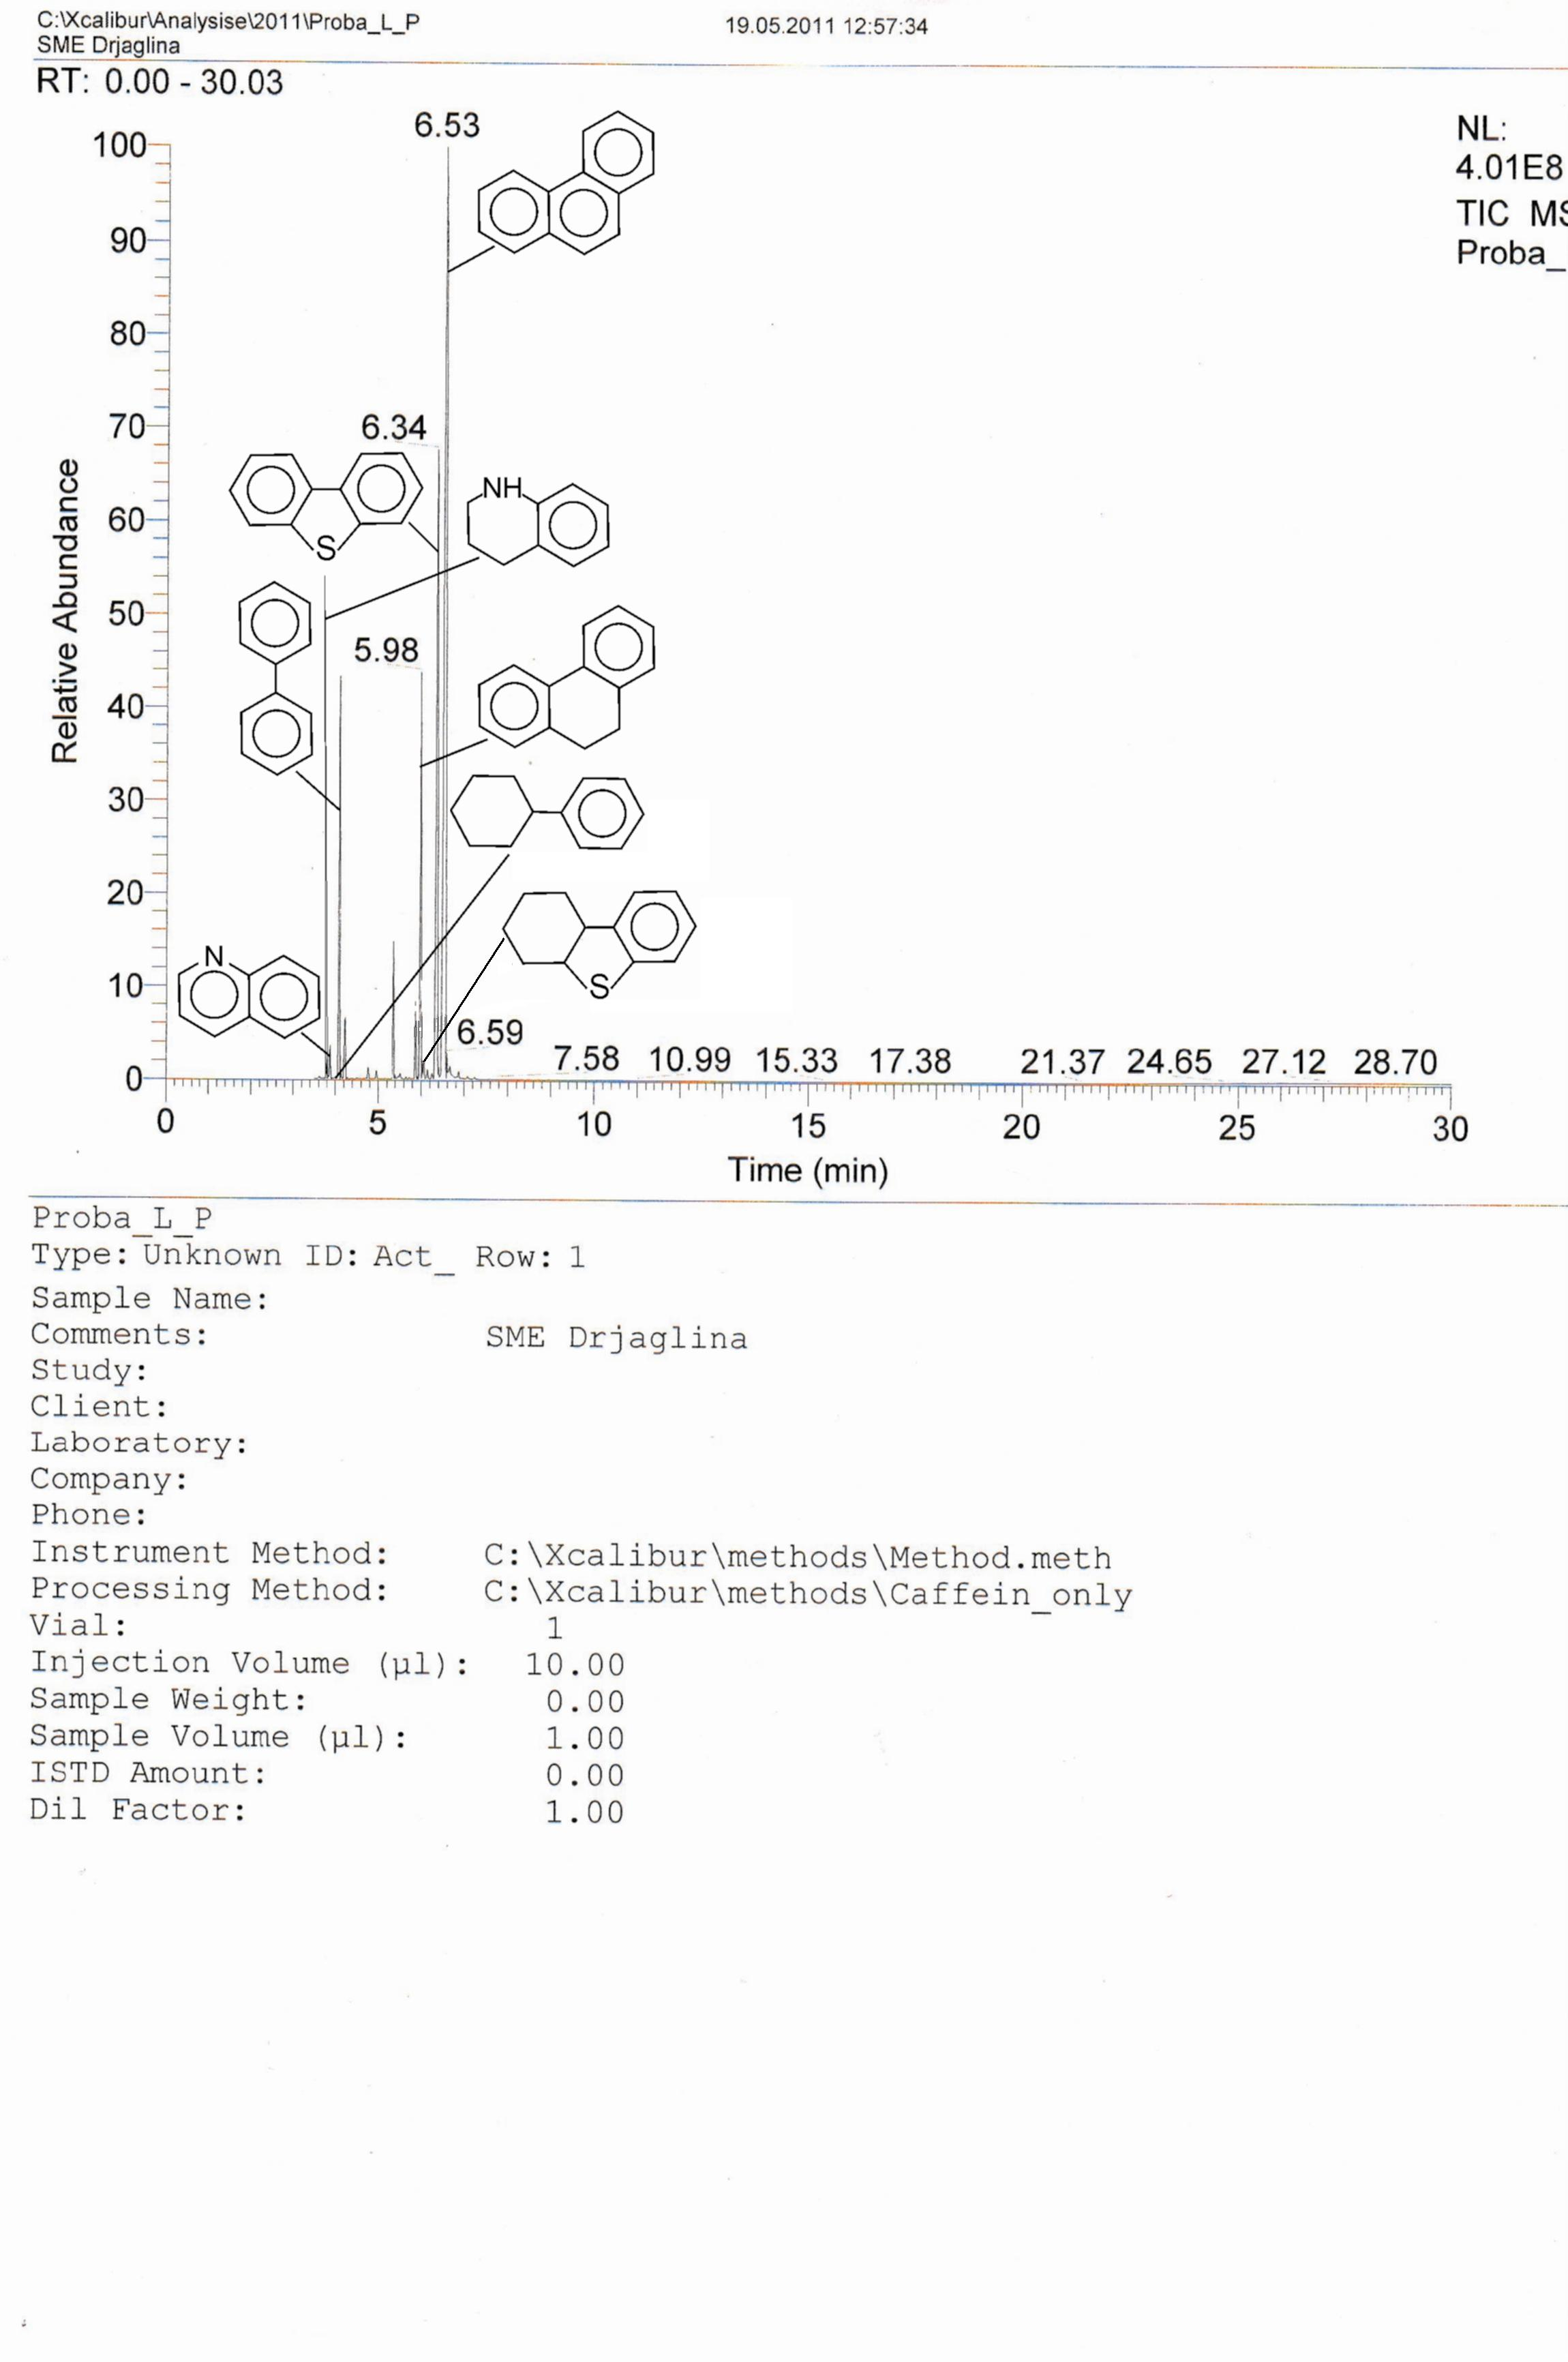 C:\Xcalibur\Analysise\2011\Proba_L_P 19.05.2011 12:57:34
SME Drjaglina
RT: 0.00 - 30.03
NL:
4.01E8
TIC MS
Proba_
6.53
100
90
80
70
60
50
40
30
20
10
0
Relative Abundance
6.34
S
NH
5.98
N
S
6.59
7.58 10.99 15.33 17.38 21.37 24.65 27.12 28.70
0 5 10 15 20 25 30
Time (min)
Proba_L_P
Type: Unknown ID: Act_ Row: 1
Sample Name:
Comments: SME Drjaglina
Study:
Client:
Laboratory:
Company:
Phone:
Instrument Method: C:\Xcalibur\methods\Method.meth
Processing Method: C:\Xcalibur\methods\Caffein_only
Vial: 1
Injection Volume (µl): 10.00
Sample Weight: 0.00
Sample Volume (µl): 1.00
ISTD Amount: 0.00
Dil Factor: 1.00